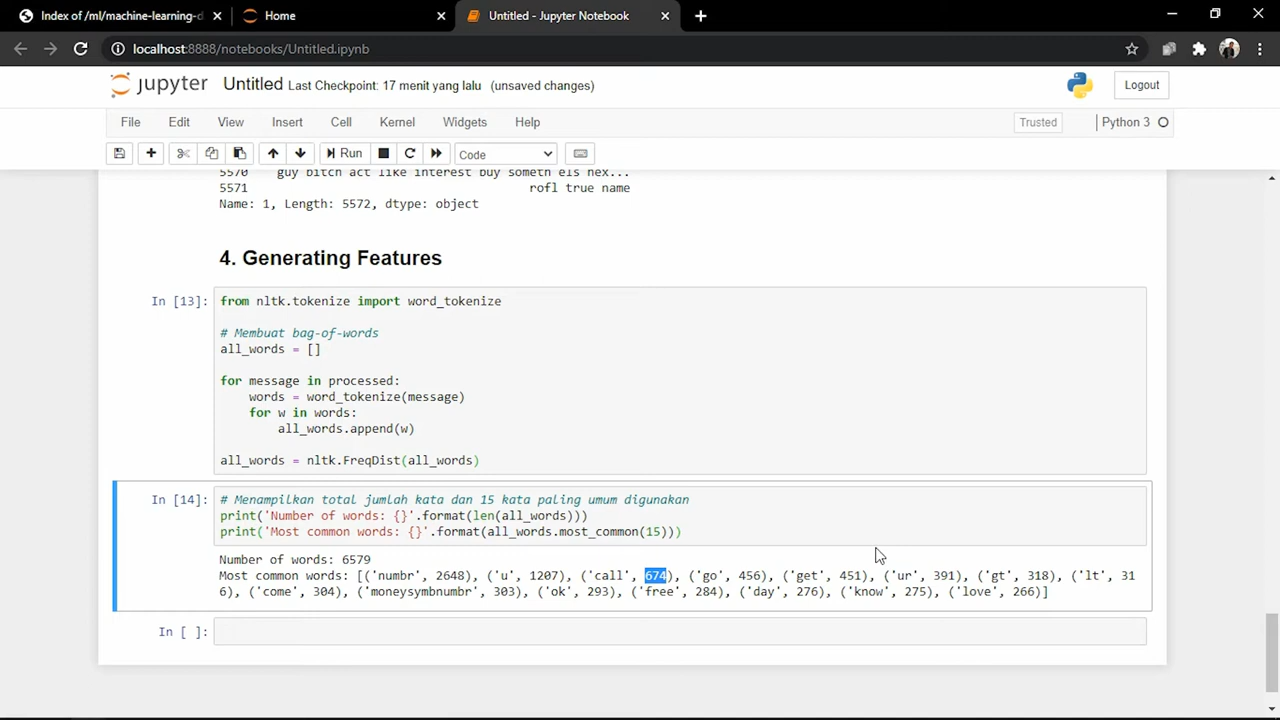 Index of /ml/machine-learning-d
Home
Untitled - Jupyter Notebook
localhost:8888/notebooks/Untitled.ipynb
jupyter Untitled Last Checkpoint: 17 menit yang lalu (unsaved changes)
Logout
File Edit View Insert Cell Kernel Widgets Help
Trusted
Python 3
Run
Code
5570 guy bitch act like interest buy someth els nex...
5571 rofl true name
Name: 1, Length: 5572, dtype: object
4. Generating Features
In [13]: from nltk.tokenize import word_tokenize
# Membuat bag-of-words
all_words = []
for message in processed:
words = word_tokenize(message)
for w in words:
all_words.append(w)
all_words = nltk.FreqDist(all_words)
In [14]: # Menampilkan total jumlah kata dan 15 kata paling umum digunakan
print('Number of words: {}'.format(len(all_words)))
print('Most common words: {}'.format(all_words.most_common(15)))
Number of words: 6579
Most common words: [('numbr', 2648), ('u', 1207), ('call', 674), ('go', 456), ('get', 451), ('ur', 391), ('gt', 318), ('lt', 31
6), ('come', 304), ('moneysymbnumbr', 303), ('ok', 293), ('free', 284), ('day', 276), ('know', 275), ('love', 266)]
In [ ]: